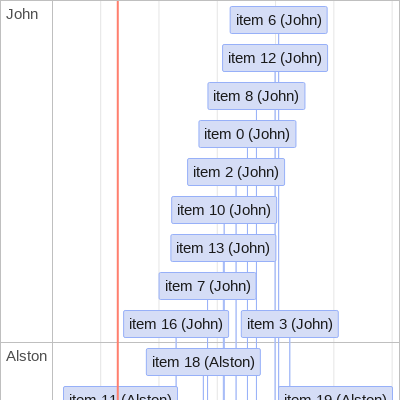 John
item 6 (John)
item 12 (John)
item 8 (John)
item 0 (John)
item 2 (John)
item 10 (John)
item 13 (John)
item 7 (John)
item 16 (John) item 3 (John)
Alston
item 18 (Alston)
item 11 (Alston) item 19 (Alston)